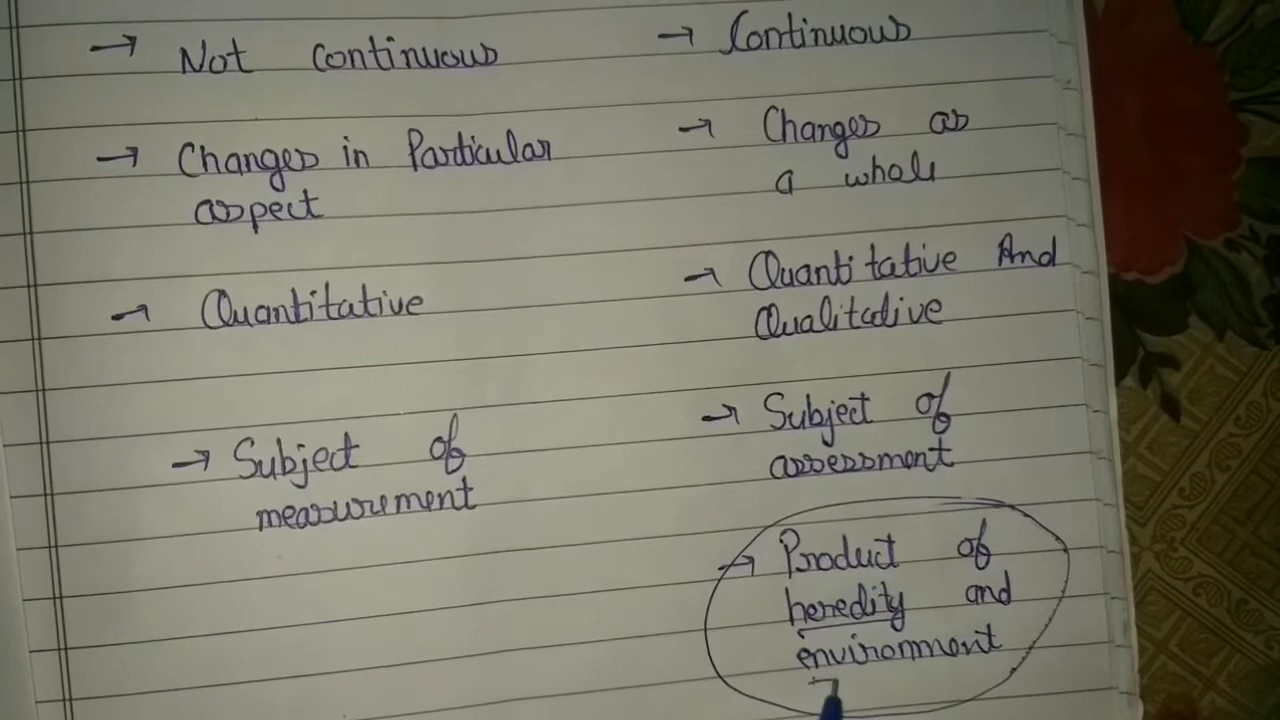 → Not continuous
→ Changes in Particular
aspect
→ Quantitative
→ Subject of
measurement
→ Continuous
→ Changes as
a whole
→ Quantitative And
Qualitative
→ Subject of
assessment
→ Product of
heredity and
environment